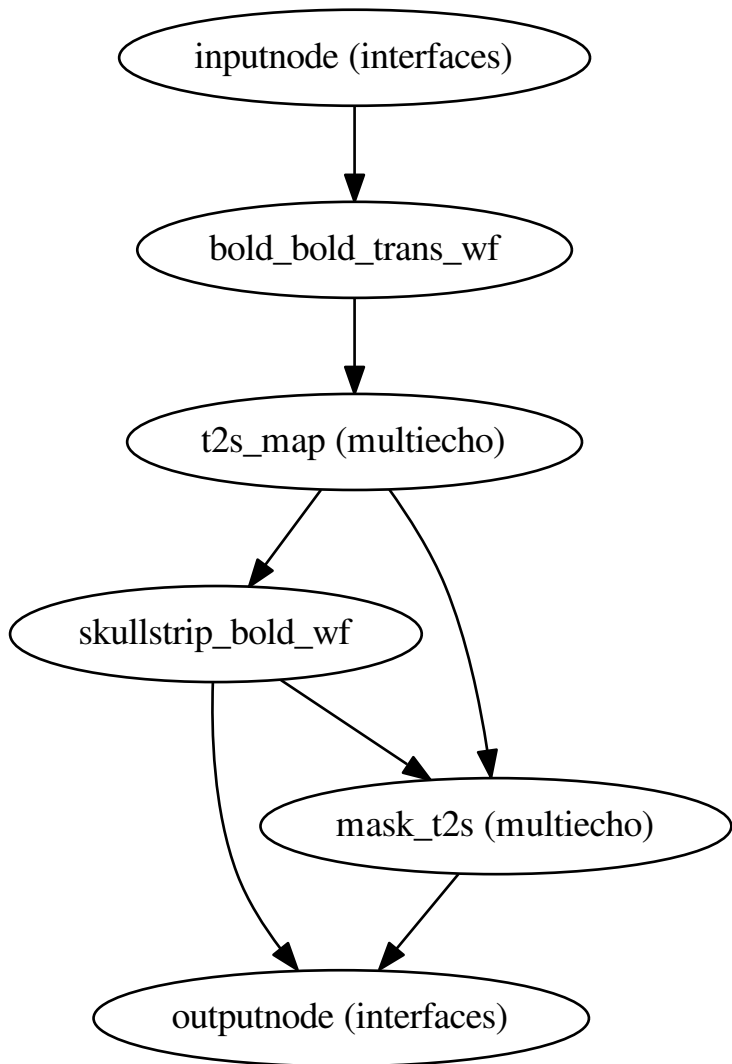 inputnode (interfaces)
bold_bold_trans_wf
t2s_map (multiecho)
skullstrip_bold_wf
mask_t2s (multiecho)
outputnode (interfaces)